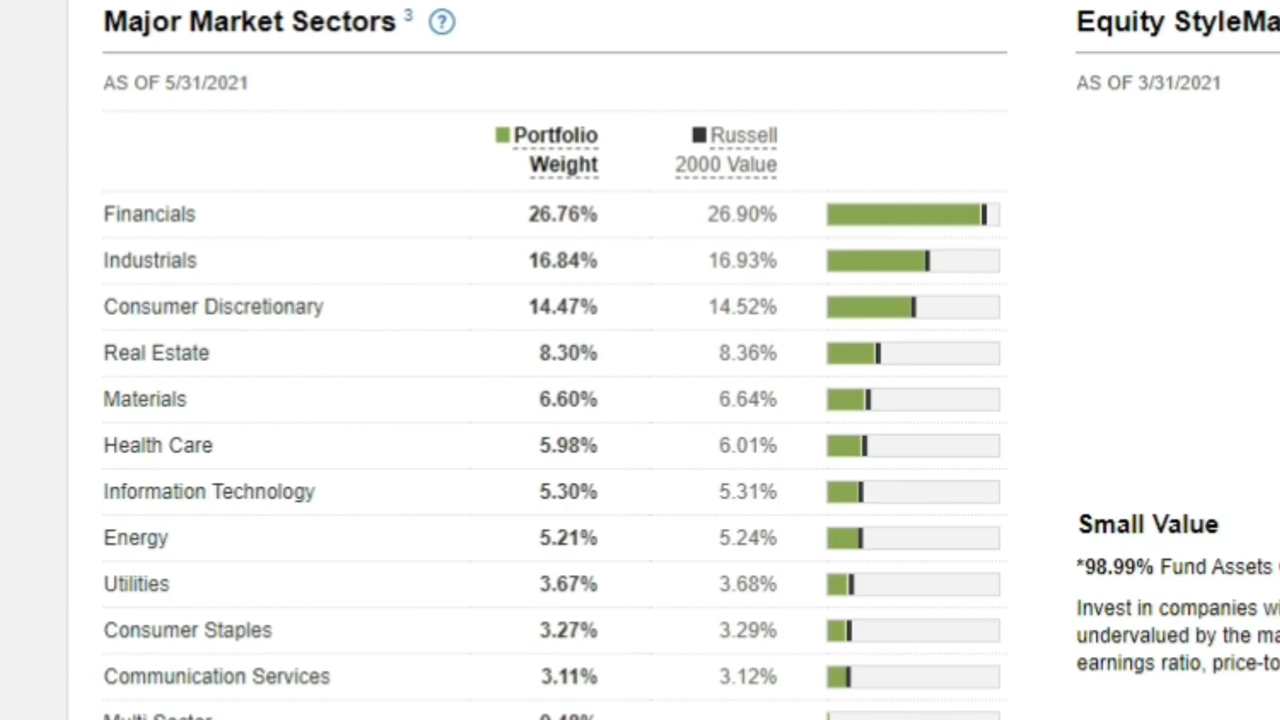 Major Market Sectors 3 ?
AS OF 5/31/2021
Portfolio Weight Russell 2000 Value
Financials 26.76% 26.90%
Industrials 16.84% 16.93%
Consumer Discretionary 14.47% 14.52%
Real Estate 8.30% 8.36%
Materials 6.60% 6.64%
Health Care 5.98% 6.01%
Information Technology 5.30% 5.31%
Energy 5.21% 5.24%
Utilities 3.67% 3.68%
Consumer Staples 3.27% 3.29%
Communication Services 3.11% 3.12%
Equity StyleMa
AS OF 3/31/2021
Small Value
*98.99% Fund Assets
Invest in companies wi
undervalued by the ma
earnings ratio, price-to